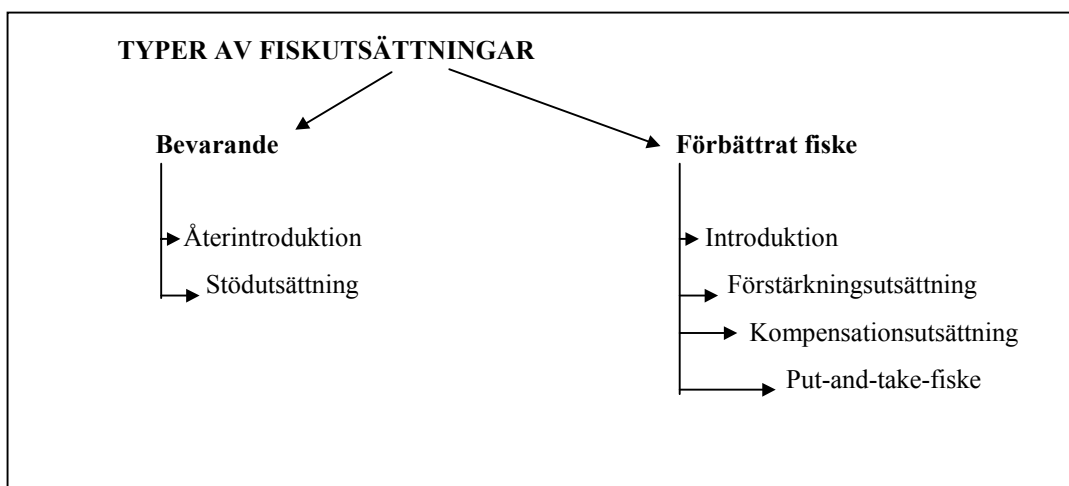 TYPER AV FISKUTSÄTTNINGAR
Bevarande
Återintroduktion
Stödutsättning
Förbättrat fiske
Introduktion
Förstärkningsutsättning
Kompensationsutsättning
Put-and-take-fiske